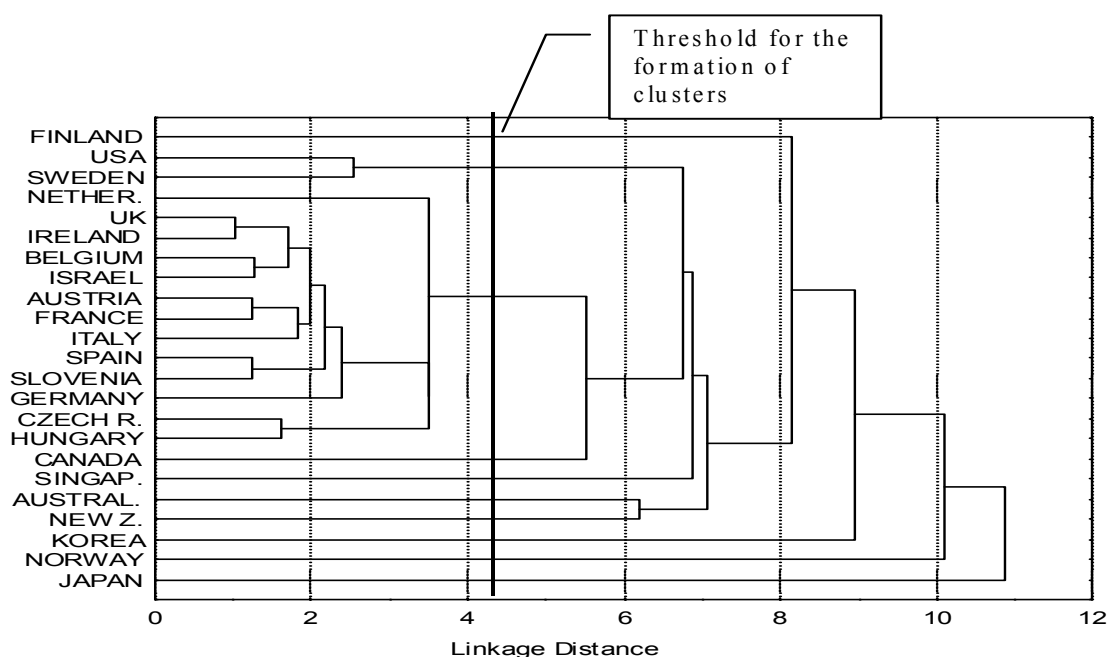 Threshold for the
formation of
clusters
FINLAND
USA
SWEDEN
NETHER.
UK
IRELAND
BELGIUM
ISRAEL
AUSTRIA
FRANCE
ITALY
SPAIN
SLOVENIA
GERMANY
CZECH R.
HUNGARY
CANADA
SINGAP.
AUSTRAL.
NEW Z.
KOREA
NORWAY
JAPAN
0 2 4 6 8 10 12
Linkage Distance